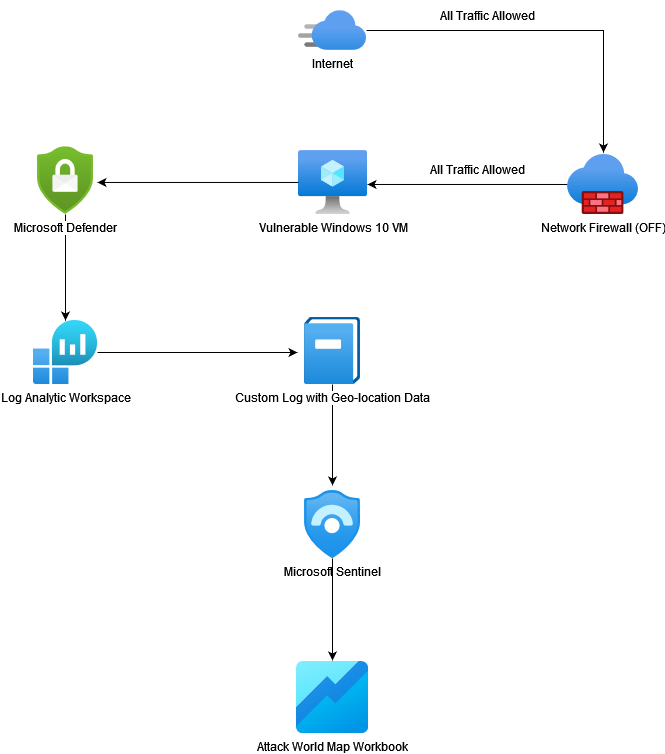 All Traffic Allowed
Internet
All Traffic Allowed
Microsoft Defender
Vulnerable Windows 10 VM
Network Firewall (OFF)
Log Analytic Workspace
Custom Log with Geo-location Data
Microsoft Sentinel
Attack World Map Workbook